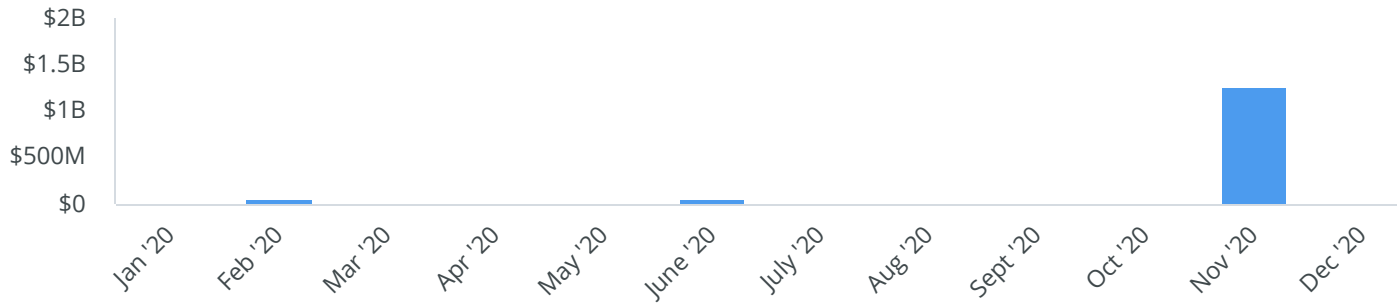 $2B
$1.5B
$1B
$500M
$0
Jan '20
Feb '20
Mar '20
Apr '20
May '20
June '20
July '20
Aug '20
Sept '20
Oct '20
Nov '20
Dec '20